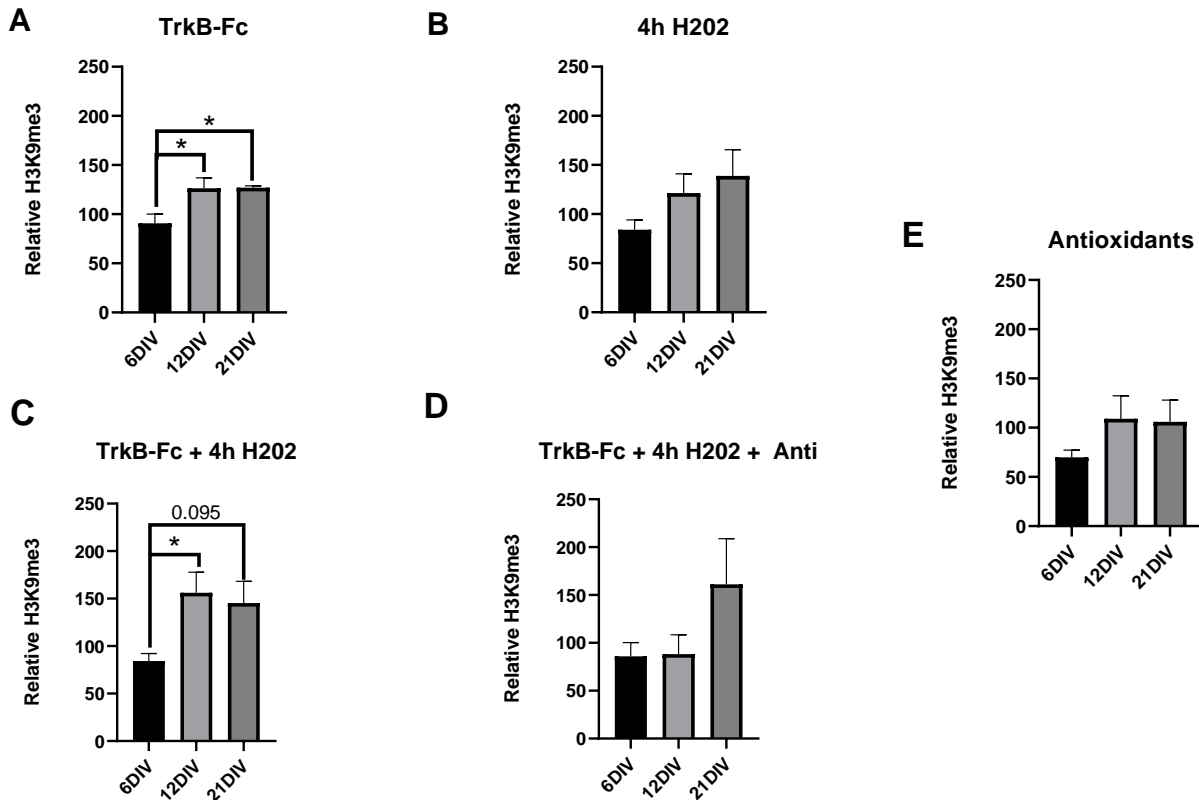 A
TrkB-Fc
Relative H3K9me3
250
200
150
100
50
0
*
*
6DIV
12DIV
21DIV
B
4h H202
Relative H3K9me3
250
200
150
100
50
0
6DIV
12DIV
21DIV
C
TrkB-Fc + 4h H202
Relative H3K9me3
250
200
150
100
50
0
0.095
*
6DIV
12DIV
21DIV
D
TrkB-Fc + 4h H202 + Anti
Relative H3K9me3
250
200
150
100
50
0
6DIV
12DIV
21DIV
E
Antioxidants
Relative H3K9me3
250
200
150
100
50
0
6DIV
12DIV
21DIV